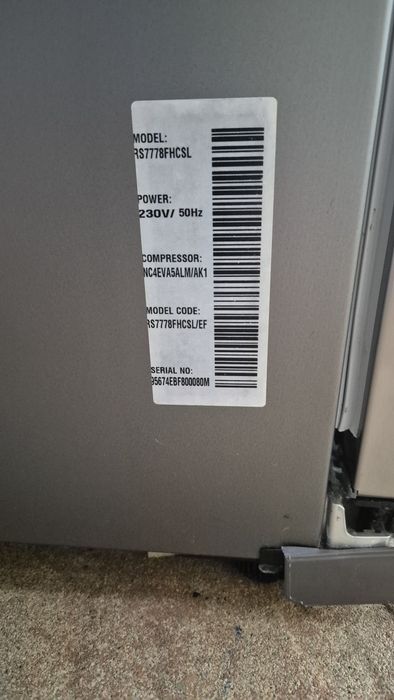 MODEL:
RS7778FHCSL
POWER:
230V/ 50Hz
COMPRESSOR:
NC4EVA5ALM/AK1
MODEL CODE:
RS7778FHCSL/EF
SERIAL NO:
95674EBF800080M